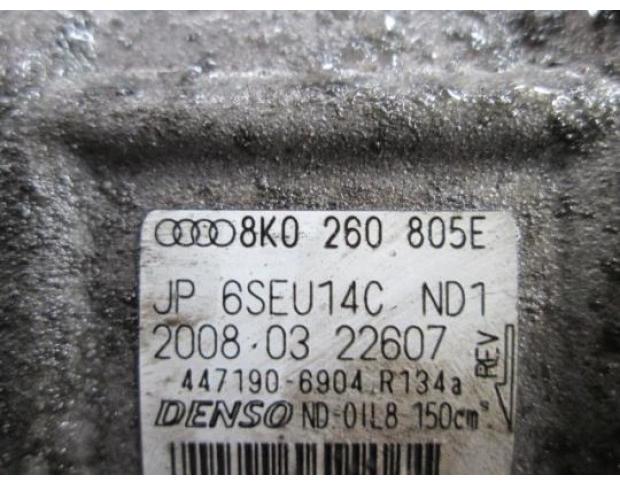 8K0 260 805E
JP 6SEU14C ND1
2008.03 22607
REV
447190-6904 R134a
DENSO ND-OIL8 150cm³